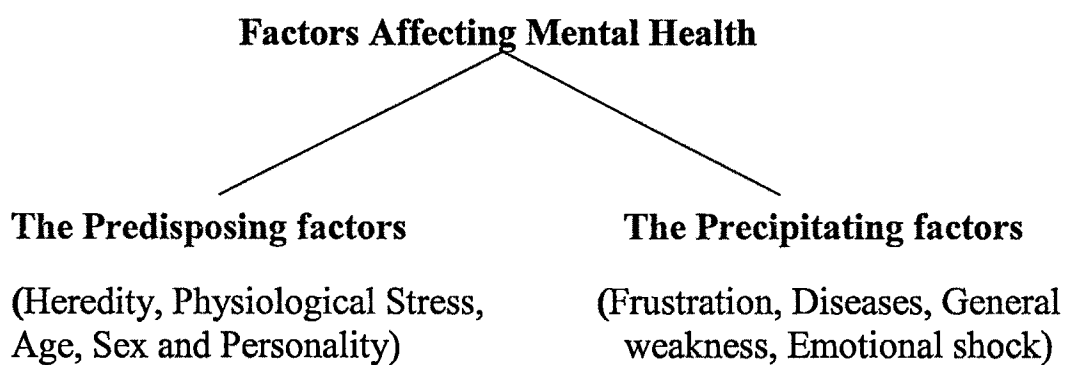 Factors Affecting Mental Health
The Predisposing factors
(Heredity, Physiological Stress,
Age, Sex and Personality)
The Precipitating factors
(Frustration, Diseases, General
weakness, Emotional shock)